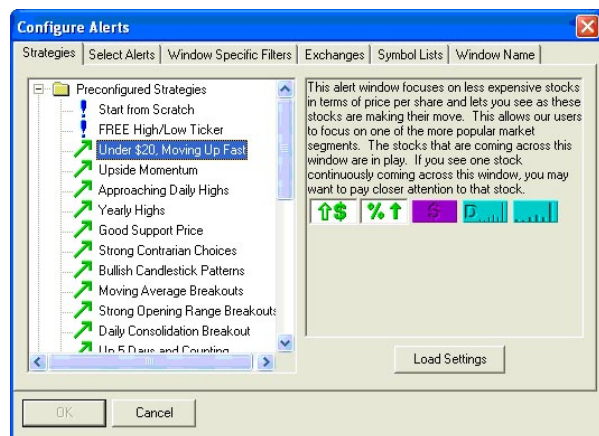 Configure Alerts
Strategies Select Alerts Window Specific Filters Exchanges Symbol Lists Window Name
Preconfigured Strategies
Start from Scratch
FREE High/Low Ticker
Under $20, Moving Up Fast
Upside Momentum
Approaching Daily Highs
Yearly Highs
Good Support Price
Strong Contrarian Choices
Bullish Candlestick Patterns
Moving Average Breakouts
Strong Opening Range Breakouts
Daily Consolidation Breakout
Up 5 Days and Counting
This alert window focuses on less expensive stocks
in terms of price per share and lets you see as these
stocks are making their move. This allows our users
to focus on one of the more popular market
segments. The stocks that are coming across this
window are in play. If you see one stock
continuously coming across this window, you may
want to pay closer attention to that stock.
$ % S D
Load Settings
OK Cancel